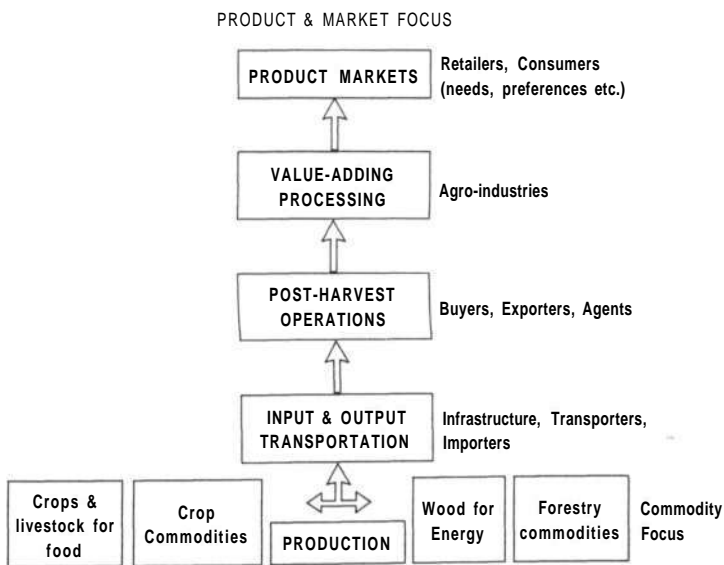 PRODUCT & MARKET FOCUS
PRODUCT MARKETS
Retailers, Consumers
(needs, preferences etc.)
VALUE-ADDING
PROCESSING
Agro-industries
POST-HARVEST
OPERATIONS
Buyers, Exporters, Agents
INPUT & OUTPUT
TRANSPORTATION
Infrastructure, Transporters,
Importers
Crops &
livestock for
food
Crop
Commodities
PRODUCTION
Wood for
Energy
Forestry
commodities
Commodity
Focus